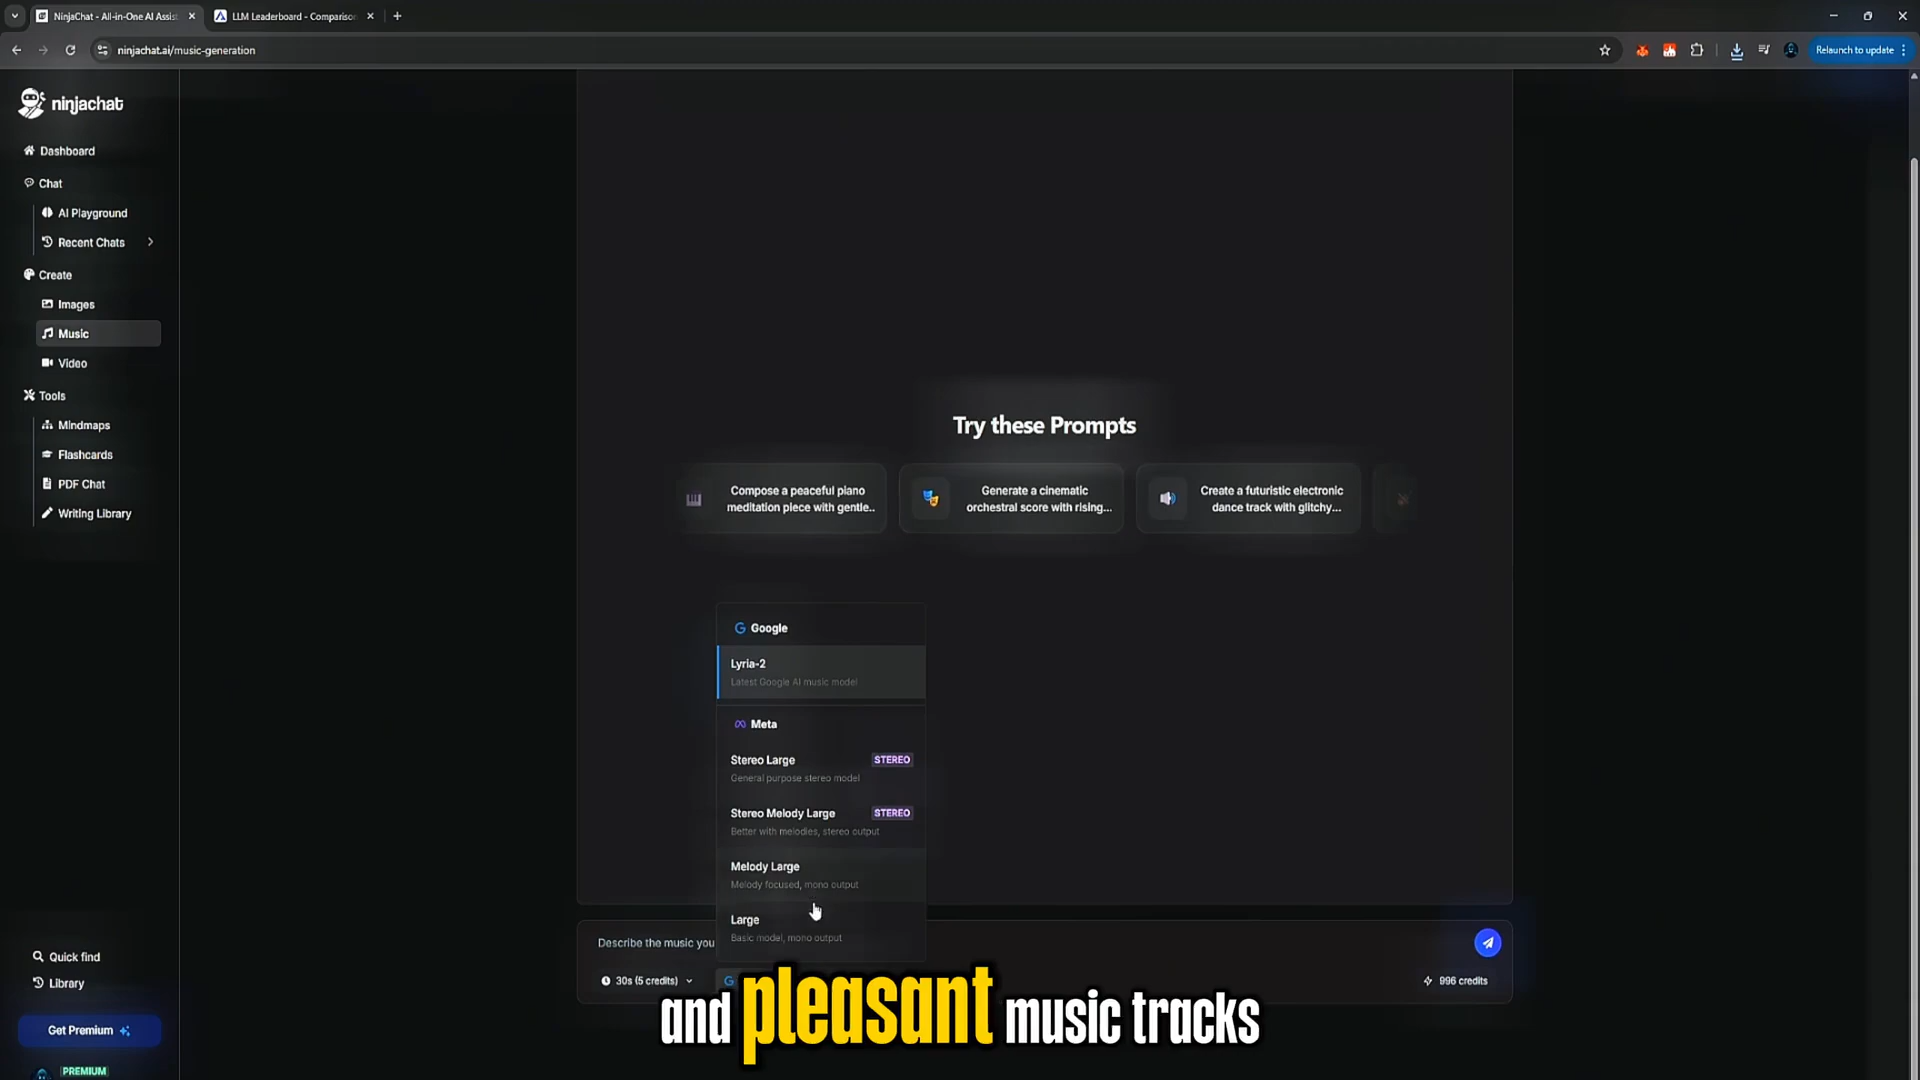 NinjaChat - All-in-One AI Assist
LLM Leaderboard - Comparison
ninjachat.ai/music-generation
Relaunch to update
ninjachat
Dashboard
Chat
AI Playground
Recent Chats
Create
Images
Music
Video
Tools
Mindmaps
Flashcards
PDF Chat
Writing Library
Try these Prompts
Compose a peaceful piano
meditation piece with gentle..
Generate a cinematic
orchestral score with rising...
Create a futuristic electronic
dance track with glitchy...
Google
Lyria-2
Latest Google AI music model
Meta
Stereo Large STEREO
General purpose stereo model
Stereo Melody Large STEREO
Better with melodies, stereo output
Melody Large
Melody focused, mono output
Large
Basic model, mono output
Describe the music you
30s (5 credits)
996 credits
Quick find
Library
Get Premium
PREMIUM
and pleasant music tracks